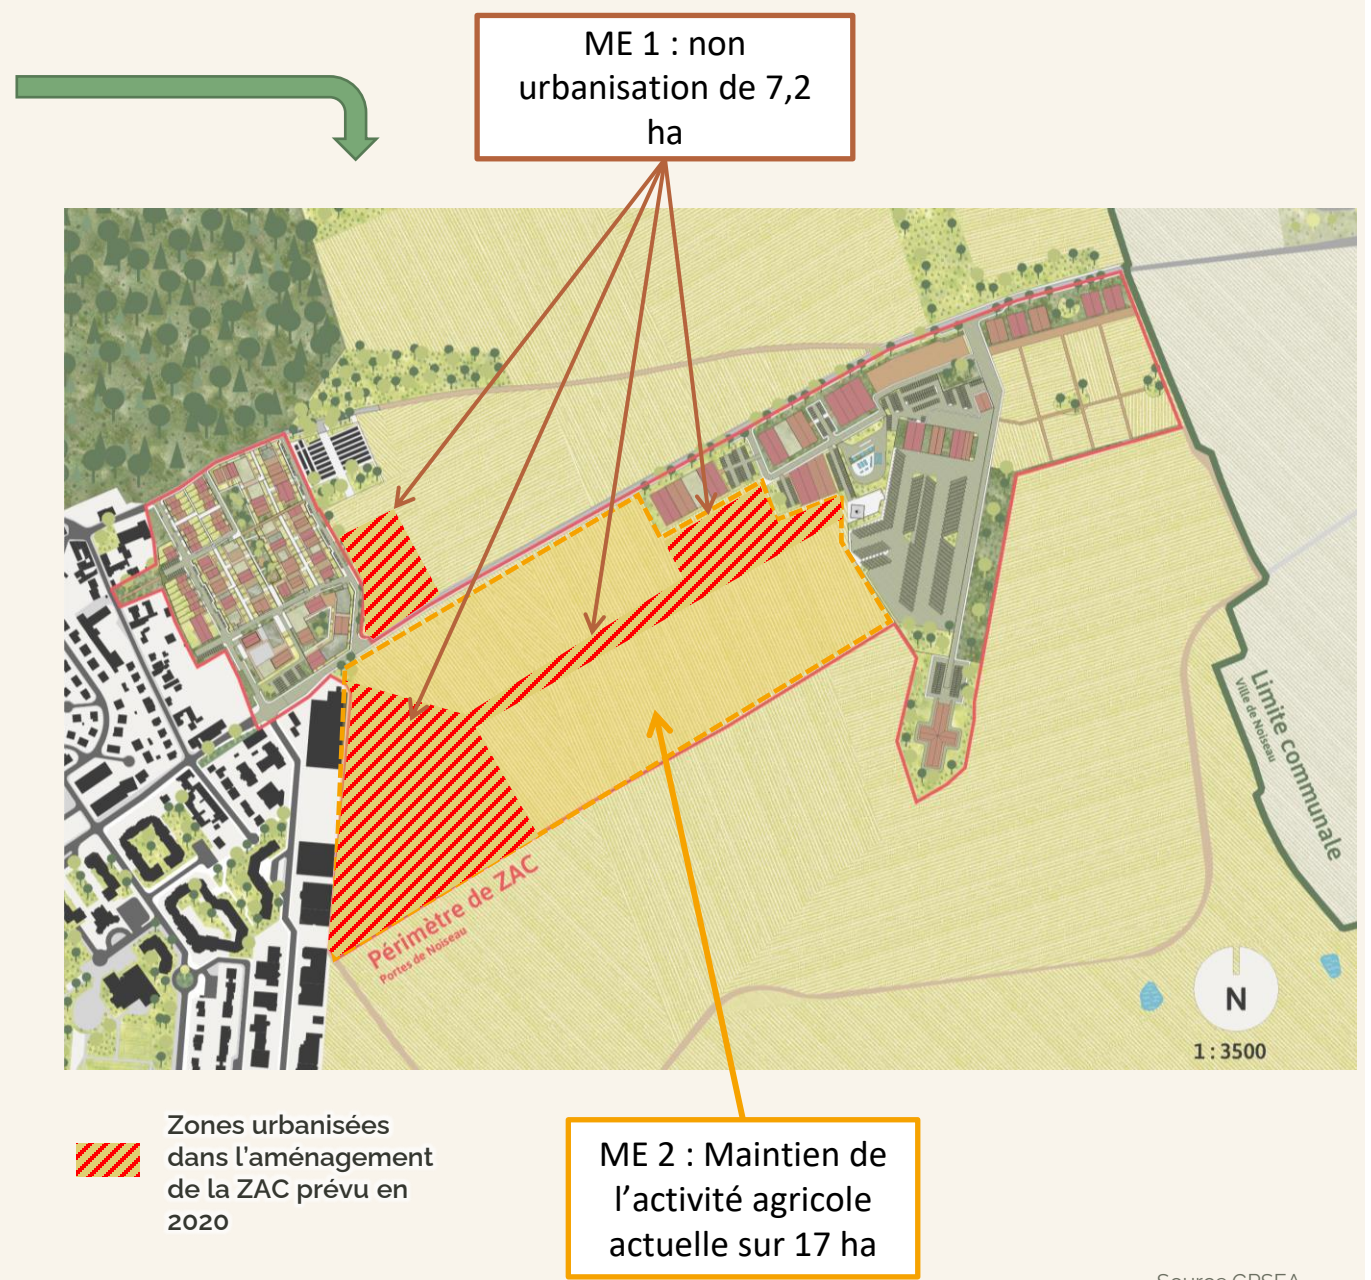 ME 1 : non
urbanisation de 7,2
ha
Limite communale
Ville de Noiseau
Périmètre de ZAC
Portes de Noiseau
N
1 : 3500
Zones urbanisées
dans l'aménagement
de la ZAC prévu en
2020
ME 2 : Maintien de
l'activité agricole
actuelle sur 17 ha
Source GPSEA